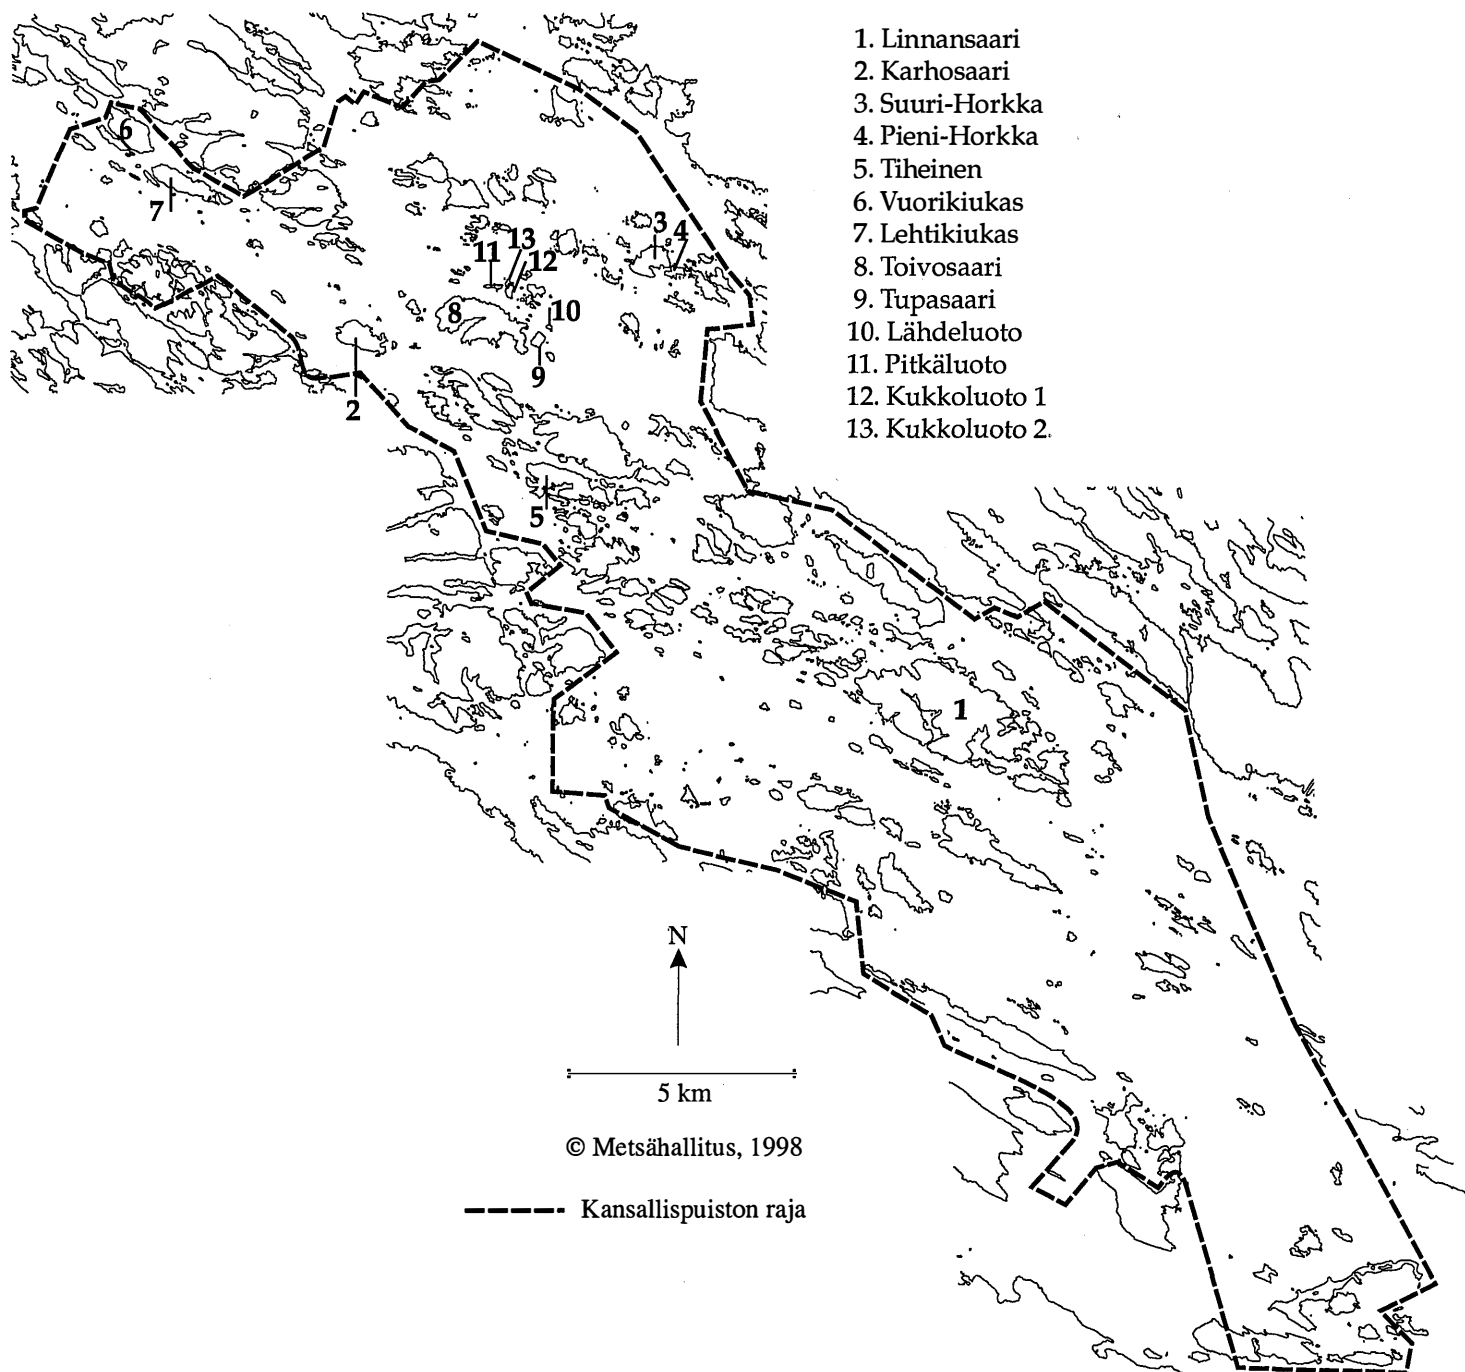 1. Linnansaari
2. Karhosaari
3. Suuri-Horkka
4. Pieni-Horkka
5. Tiheinen
6. Vuorikiukas
7. Lehtikiukas
8. Toivosaari
9. Tupasaari
10. Lähdeluoto
11. Pitkäluoto
12. Kukkoluoto 1
13. Kukkoluoto 2
6
7
3
4
13
11
12
8
10
9
2
5
1
N
5 km
© Metsähallitus, 1998
Kansallispuiston raja